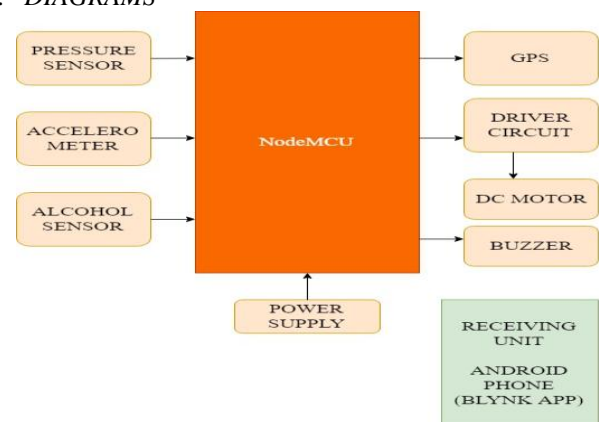 DIAGRAMS
PRESSURE
SENSOR
ACCELERO
METER
ALCOHOL
SENSOR
NodeMCU
POWER
SUPPLY
GPS
DRIVER
CIRCUIT
DC MOTOR
BUZZER
RECEIVING
UNIT
ANDROID
PHONE
(BLYNK APP)